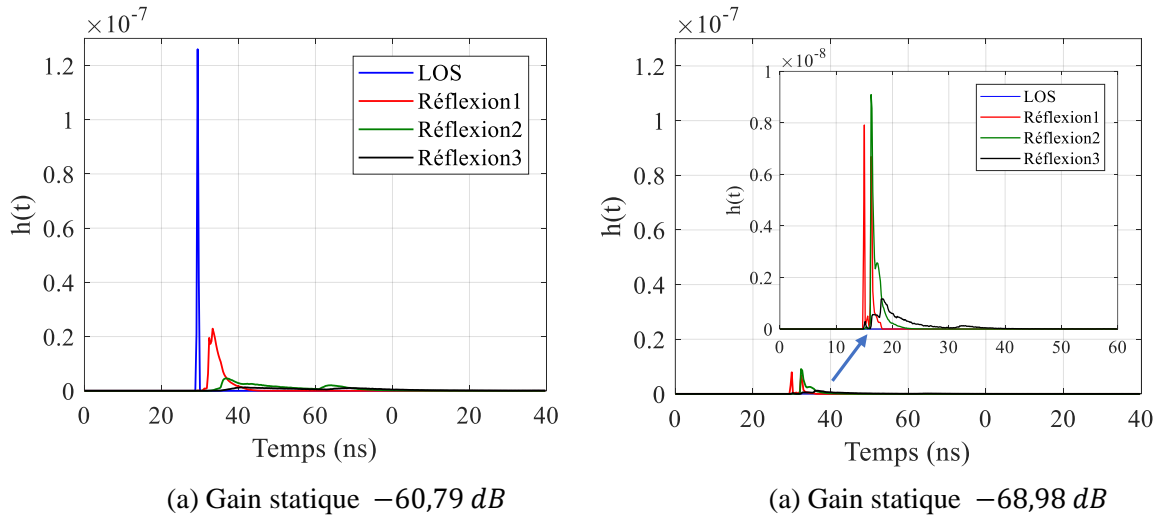 ×10⁻⁷
1.2
1
0.8
0.6
0.4
0.2
0
h(t)
LOS
Réflexion1
Réflexion2
Réflexion3
0 20 40 60 0 20 40
Temps (ns)
(a) Gain statique −60,79 dB
×10⁻⁷
1.2
1
0.8
0.6
0.4
0.2
0
h(t)
×10⁻⁸
1
0.8
0.6
0.4
0.2
0
h(t)
LOS
Réflexion1
Réflexion2
Réflexion3
0 10 20 30 40 50 60
0 20 40 60 0 20 40
Temps (ns)
(a) Gain statique −68,98 dB